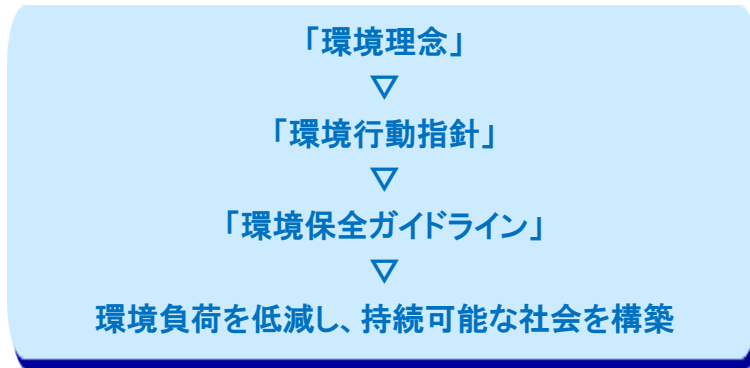 「環境理念」
▽
「環境行動指針」
▽
「環境保全ガイドライン」
▽
環境負荷を低減し、持続可能な社会を構築